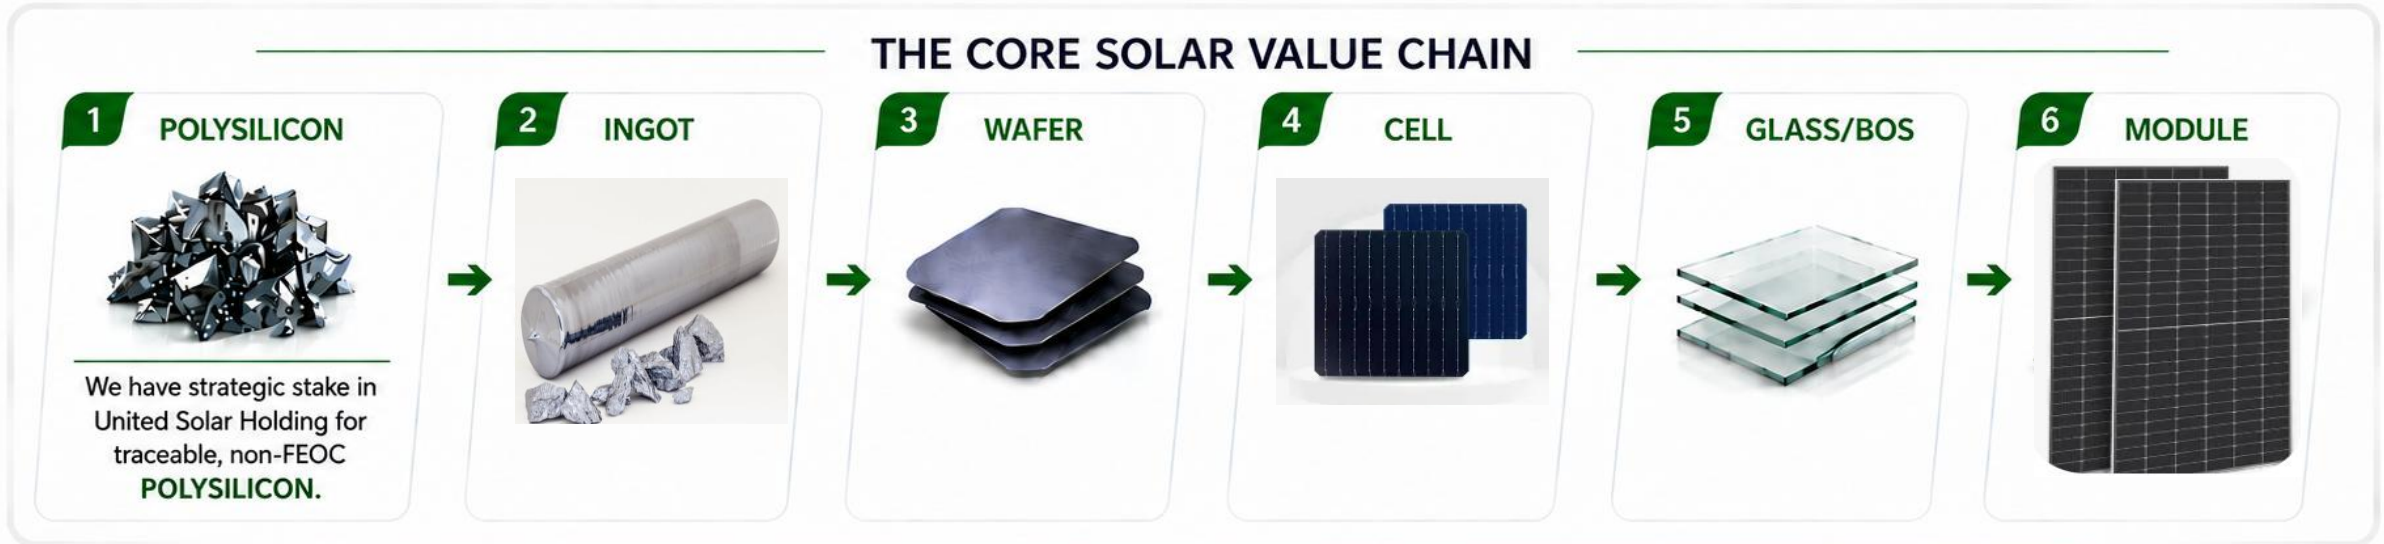 THE CORE SOLAR VALUE CHAIN
1 POLYSILICON
We have strategic stake in
United Solar Holding for
traceable, non-FEOC
POLYSILICON.
2 INGOT
3 WAFER
4 CELL
5 GLASS/BOS
6 MODULE